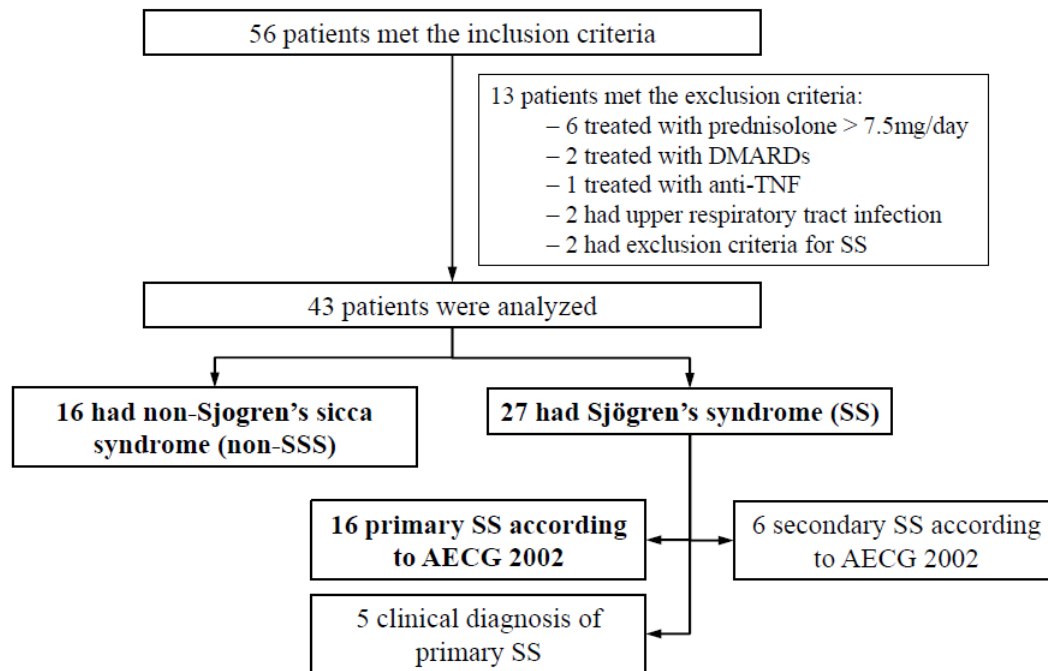 56 patients met the inclusion criteria
13 patients met the exclusion criteria:
– 6 treated with prednisolone > 7.5mg/day
– 2 treated with DMARDs
– 1 treated with anti-TNF
– 2 had upper respiratory tract infection
– 2 had exclusion criteria for SS
43 patients were analyzed
16 had non-Sjogren’s sicca
syndrome (non-SSS)
27 had Sjögren’s syndrome (SS)
16 primary SS according
to AECG 2002
6 secondary SS according
to AECG 2002
5 clinical diagnosis of
primary SS